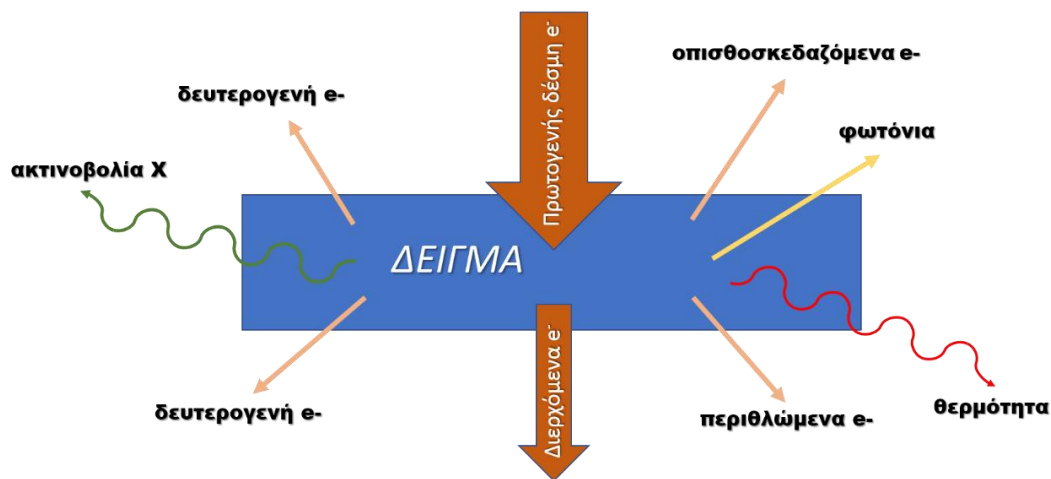 Πρωτογενής δέσμη e⁻
οπισθοσκεδαζόμενα e-
δευτερογενή e-
φωτόνια
ακτινοβολία Χ
ΔΕΙΓΜΑ
Διερχόμενα e⁻
δευτερογενή e-
περιθλώμενα e-
θερμότητα